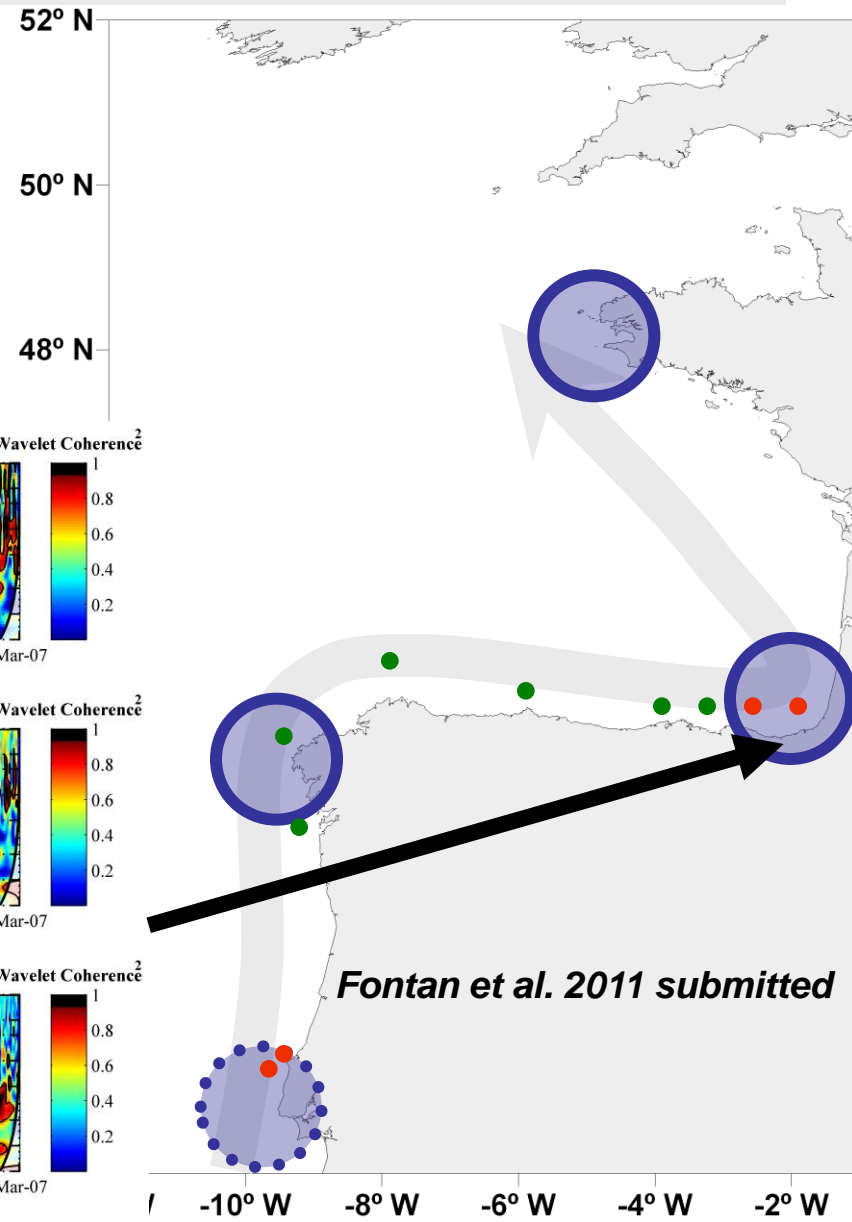 52º N
50º N
48º N
Wavelet Coherence2
1
0.8
0.6
0.4
0.2
Mar-07
Wavelet Coherence2
1
0.8
0.6
0.4
0.2
Mar-07
Fontan et al. 2011 submitted
Wavelet Coherence2
1
0.8
0.6
0.4
0.2
Mar-07
-10º W
-8º W
-6º W
-4º W
-2º W